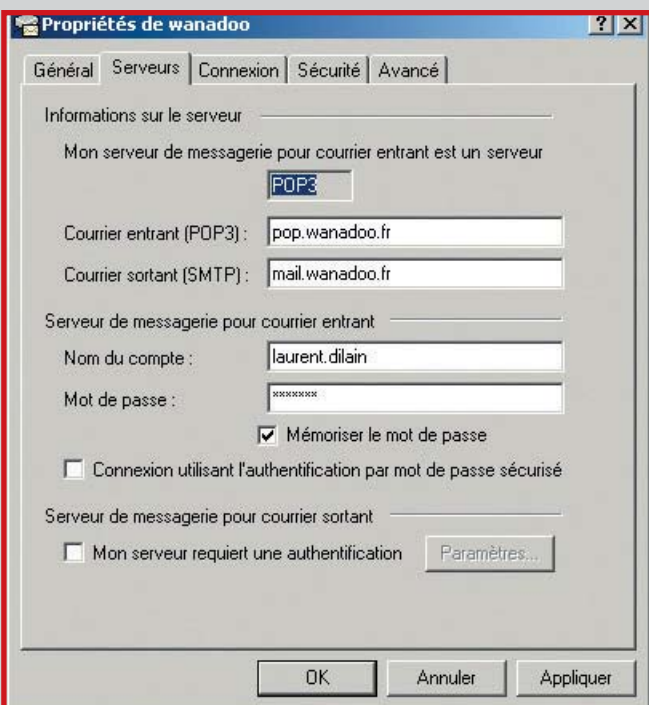 Propriétés de wanadoo
Général Serveurs Connexion Sécurité Avancé
Informations sur le serveur
Mon serveur de messagerie pour courrier entrant est un serveur
POP3
Courrier entrant (POP3) : pop.wanadoo.fr
Courrier sortant (SMTP) : mail.wanadoo.fr
Serveur de messagerie pour courrier entrant
Nom du compte : laurent.dilain
Mot de passe : *******
Mémoriser le mot de passe
Connexion utilisant l'authentification par mot de passe sécurisé
Serveur de messagerie pour courrier sortant
Mon serveur requiert une authentification Paramètres...
OK Annuler Appliquer